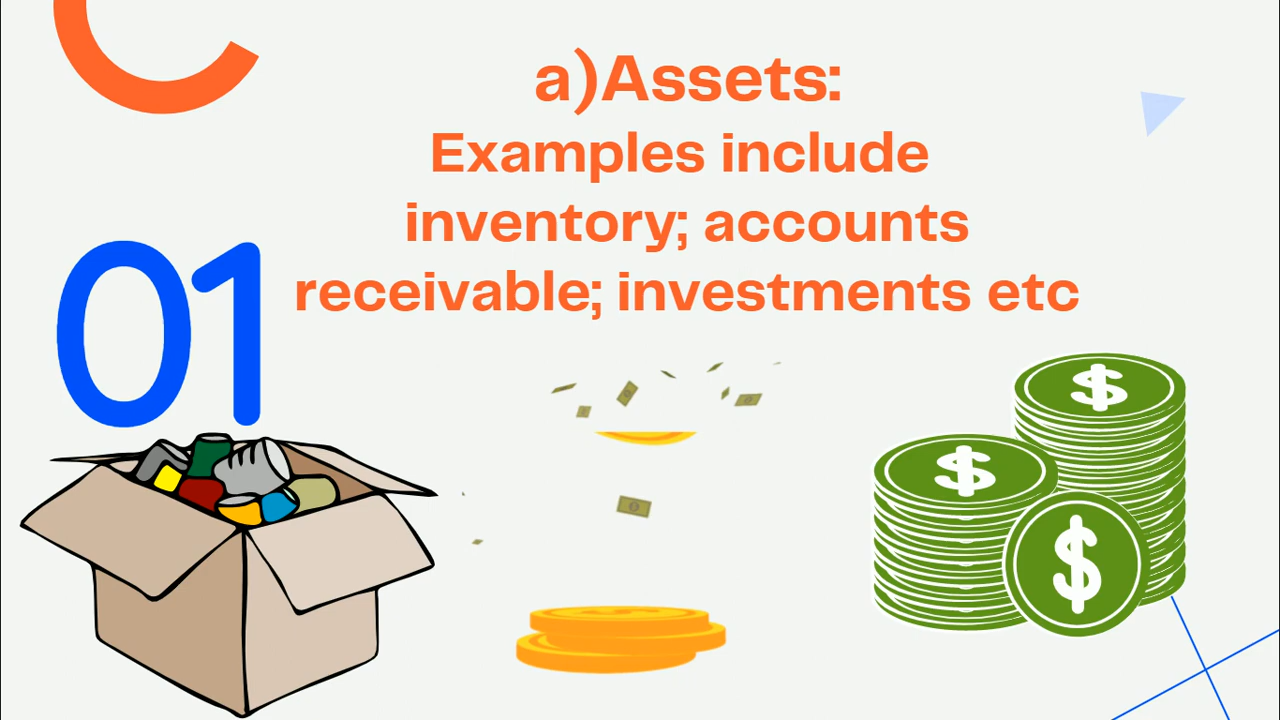 a)Assets:
Examples include
inventory; accounts
receivable; investments etc
01
$
$
$